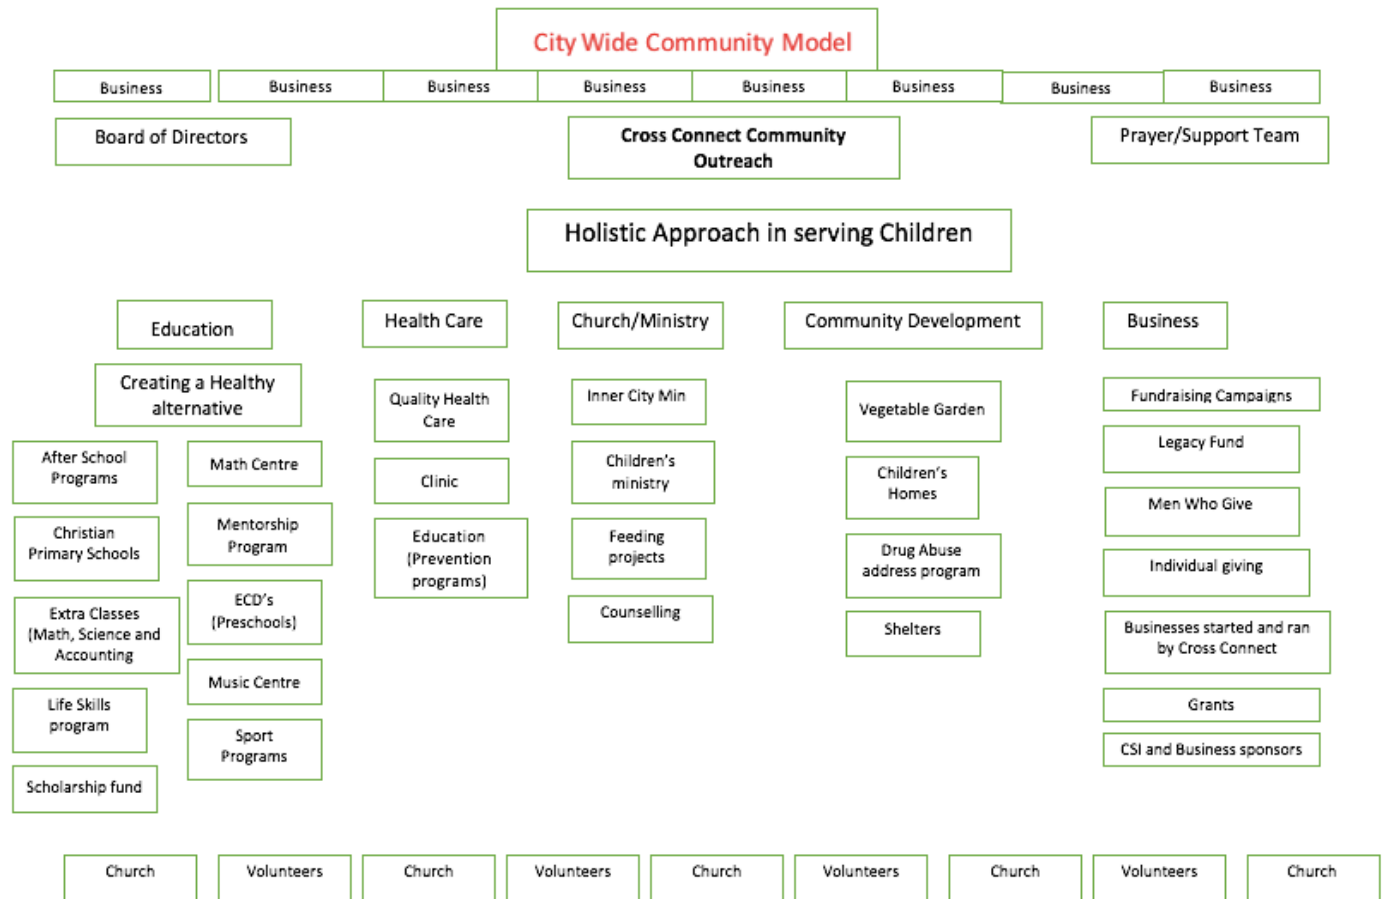 City Wide Community Model
Business
Business
Business
Business
Business
Business
Business
Business
Board of Directors
Cross Connect Community
Outreach
Prayer/Support Team
Holistic Approach in serving Children
Education
Health Care
Church/Ministry
Community Development
Business
Creating a Healthy
alternative
After School
Programs
Christian
Primary Schools
Extra Classes
(Math, Science and
Accounting
Life Skills
program
Scholarship fund
Math Centre
Mentorship
Program
ECD's
(Preschools)
Music Centre
Sport
Programs
Quality Health
Care
Clinic
Education
(Prevention
programs)
Inner City Min
Children's
ministry
Feeding
projects
Counselling
Vegetable Garden
Children's
Homes
Drug Abuse
address program
Shelters
Fundraising Campaigns
Legacy Fund
Men Who Give
Individual giving
Businesses started and ran
by Cross Connect
Grants
CSI and Business sponsors
Church
Volunteers
Church
Volunteers
Church
Volunteers
Church
Volunteers
Church